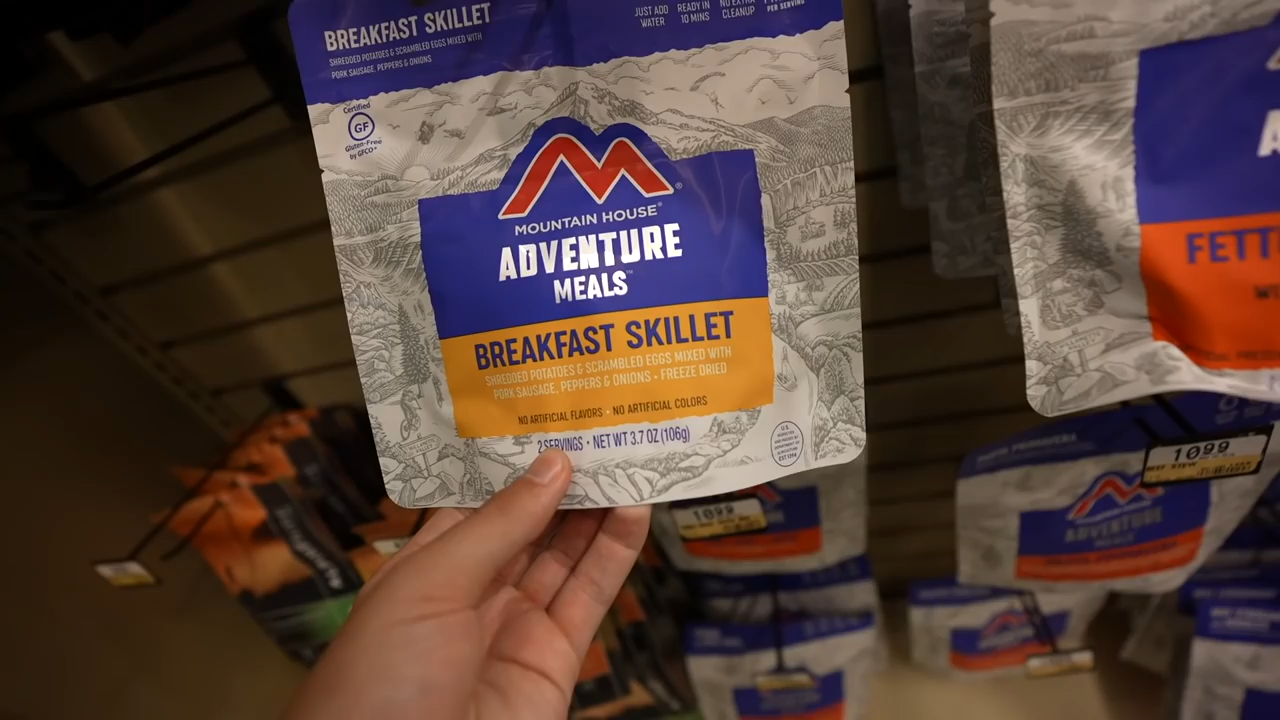 BREAKFAST SKILLET
SHREDDED POTATOES & SCRAMBLED EGGS MIXED WITH
PORK SAUSAGE, PEPPERS & ONIONS
JUST ADD
WATER
READY IN
10 MINS
NO EXTRA
CLEANUP
PER SERVING
Certified
GF
Gluten-Free
by GFCO
MOUNTAIN HOUSE®
ADVENTURE
MEALS™
BREAKFAST SKILLET
SHREDDED POTATOES & SCRAMBLED EGGS MIXED WITH
PORK SAUSAGE, PEPPERS & ONIONS • FREEZE DRIED
NO ARTIFICIAL FLAVORS • NO ARTIFICIAL COLORS
2 SERVINGS • NET WT 3.7 OZ (106g)
FETT
1099
1099
ADVENTURE
MEALS